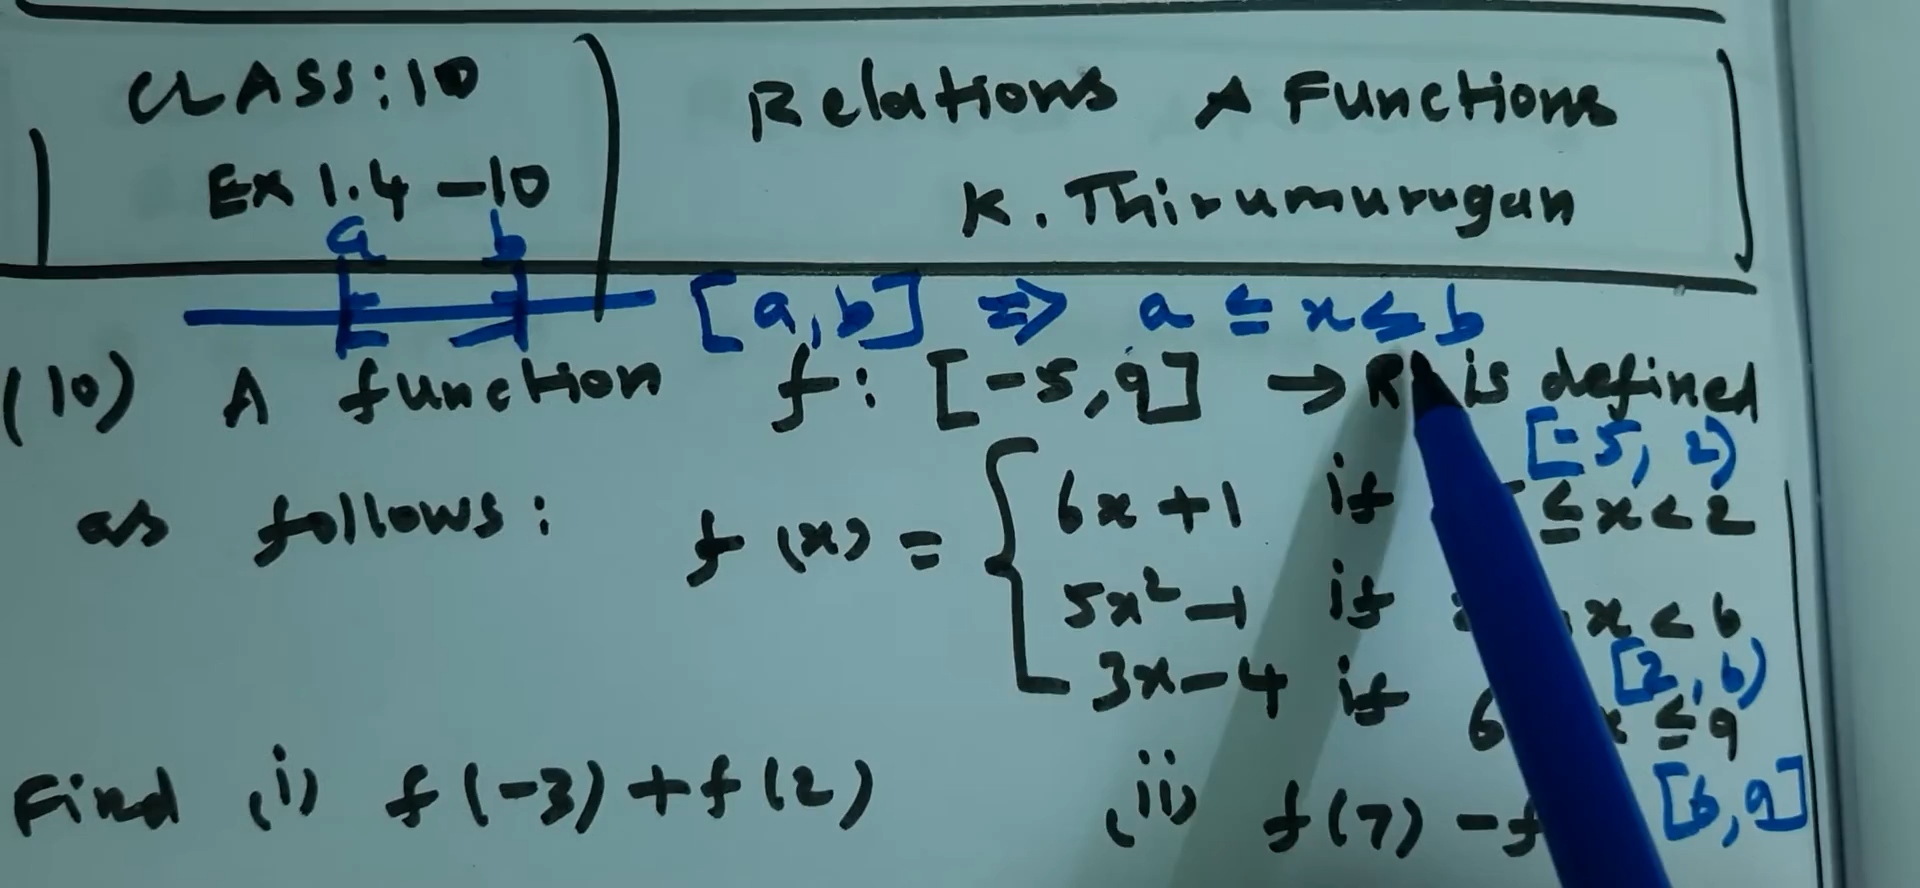 CLASS: 10
Ex 1.4 - 10
Relations & Functions
K. Thirumurugan
a b
[a, b] ⇒ a ≤ x ≤ b
(10) A function f: [-5, 9] → R is defined
[-5, 2)
as follows: f(x) =
6x + 1 if ≤ x < 2
5x² - 1 if x < 6
[2, 6)
3x - 4 if 6 ≤ 9
[6, 9]
Find (i) f(-3) + f(2) (ii) f(7) - f